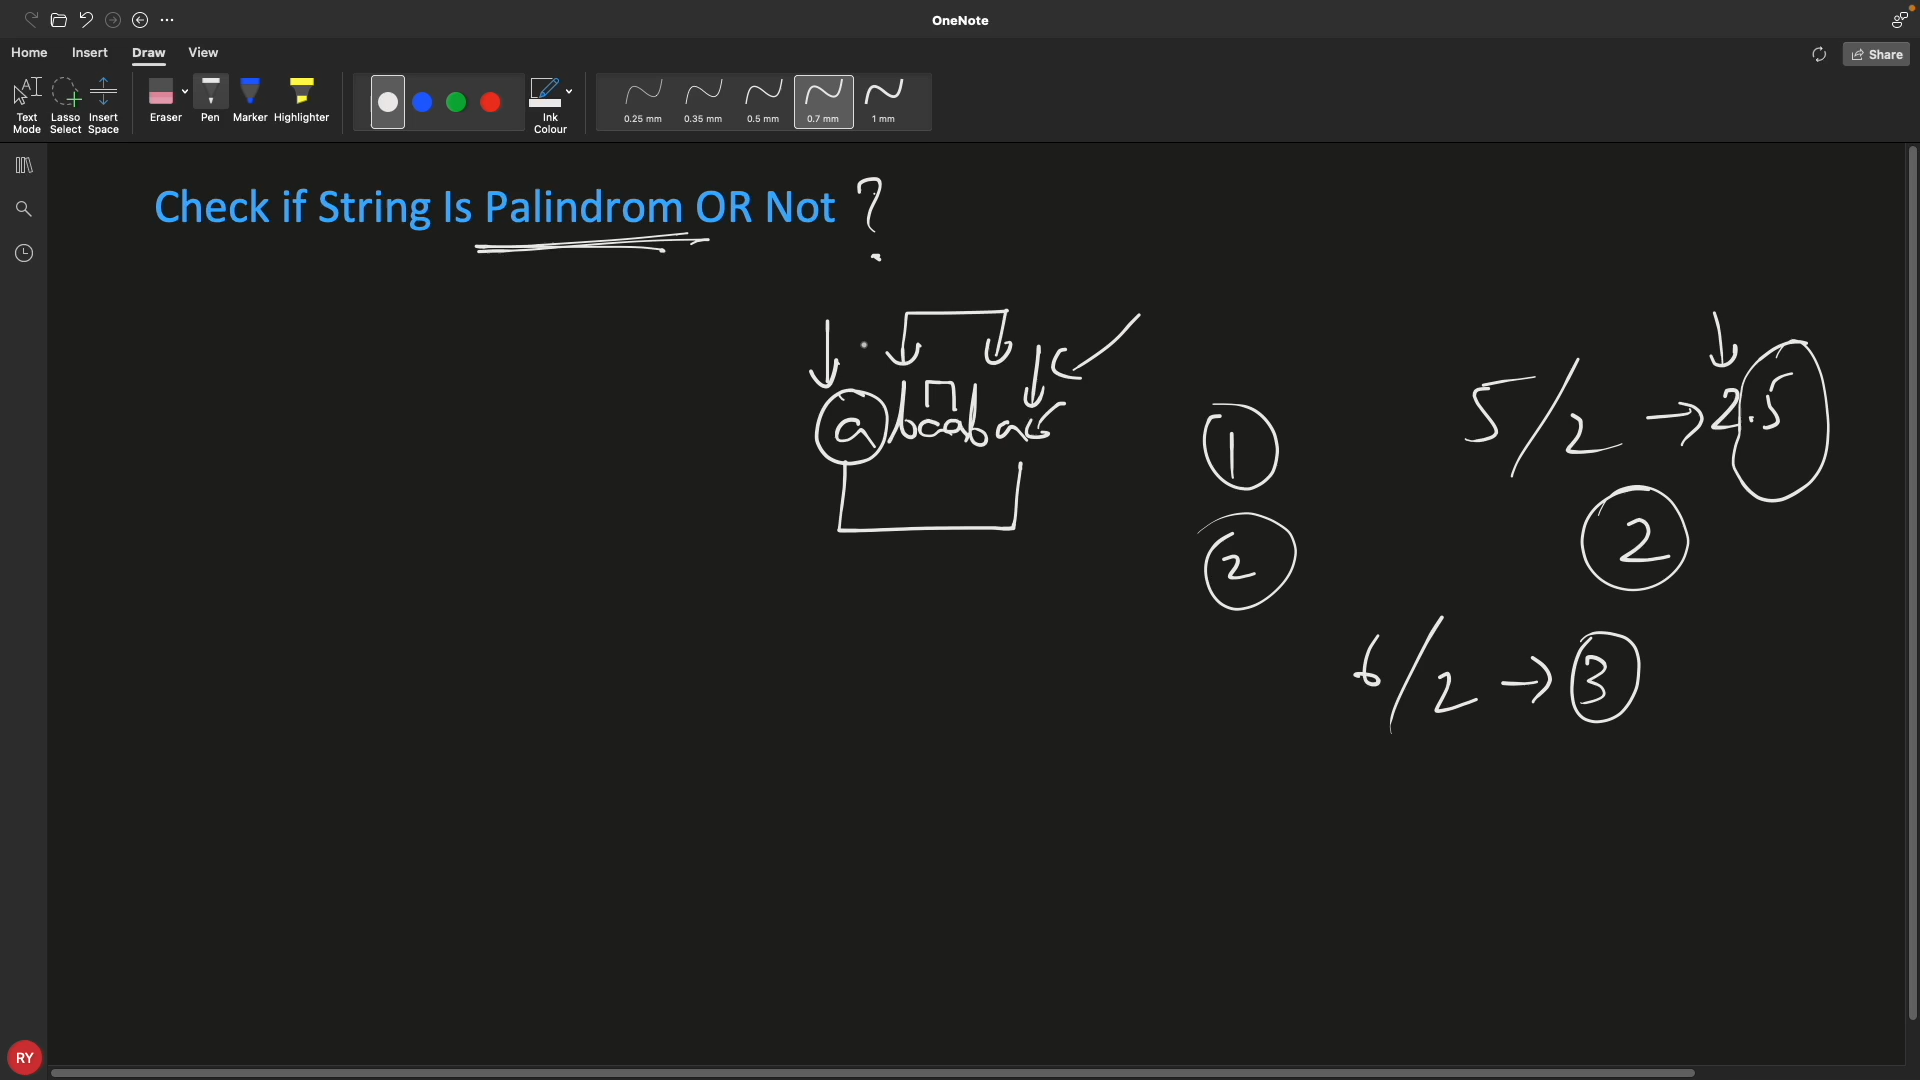 OneNote
Home Insert Draw View
Share
Text Mode
Lasso Select
Insert Space
Eraser
Pen
Marker
Highlighter
Ink Colour
0.25 mm
0.35 mm
0.5 mm
0.7 mm
1 mm
Check if String Is Palindrom OR Not ?
5/2 → 2.5
1
2
2
6/2 → 3
RY